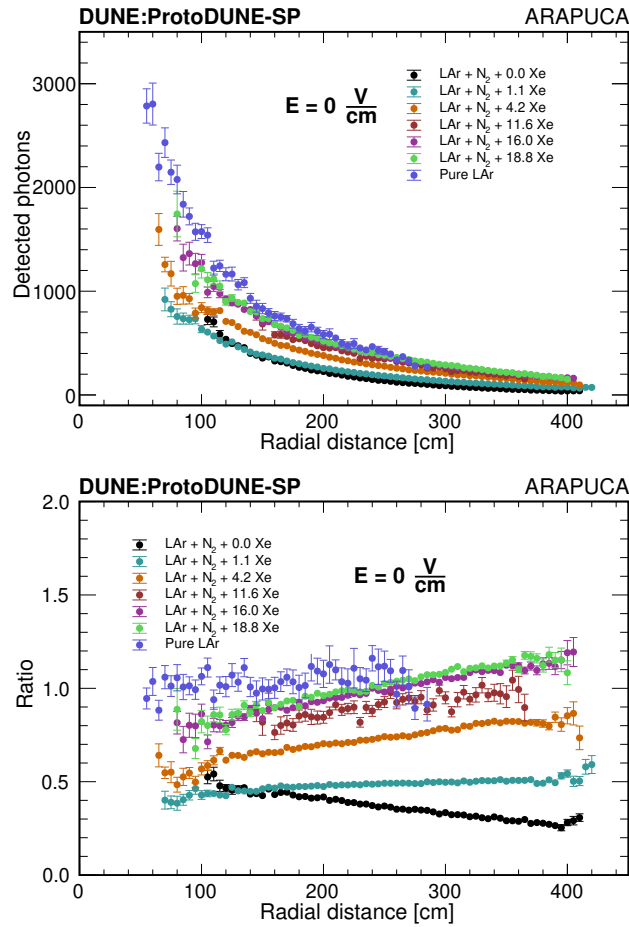 DUNE:ProtoDUNE-SP ARAPUCA
Detected photons
3000
2000
1000
0
E = 0 V/cm
LAr + N₂ + 0.0 Xe
LAr + N₂ + 1.1 Xe
LAr + N₂ + 4.2 Xe
LAr + N₂ + 11.6 Xe
LAr + N₂ + 16.0 Xe
LAr + N₂ + 18.8 Xe
Pure LAr
0 100 200 300 400
Radial distance [cm]
DUNE:ProtoDUNE-SP ARAPUCA
Ratio
2.0
1.5
1.0
0.5
0.0
LAr + N₂ + 0.0 Xe
LAr + N₂ + 1.1 Xe
LAr + N₂ + 4.2 Xe
LAr + N₂ + 11.6 Xe
LAr + N₂ + 16.0 Xe
LAr + N₂ + 18.8 Xe
Pure LAr
E = 0 V/cm
0 100 200 300 400
Radial distance [cm]